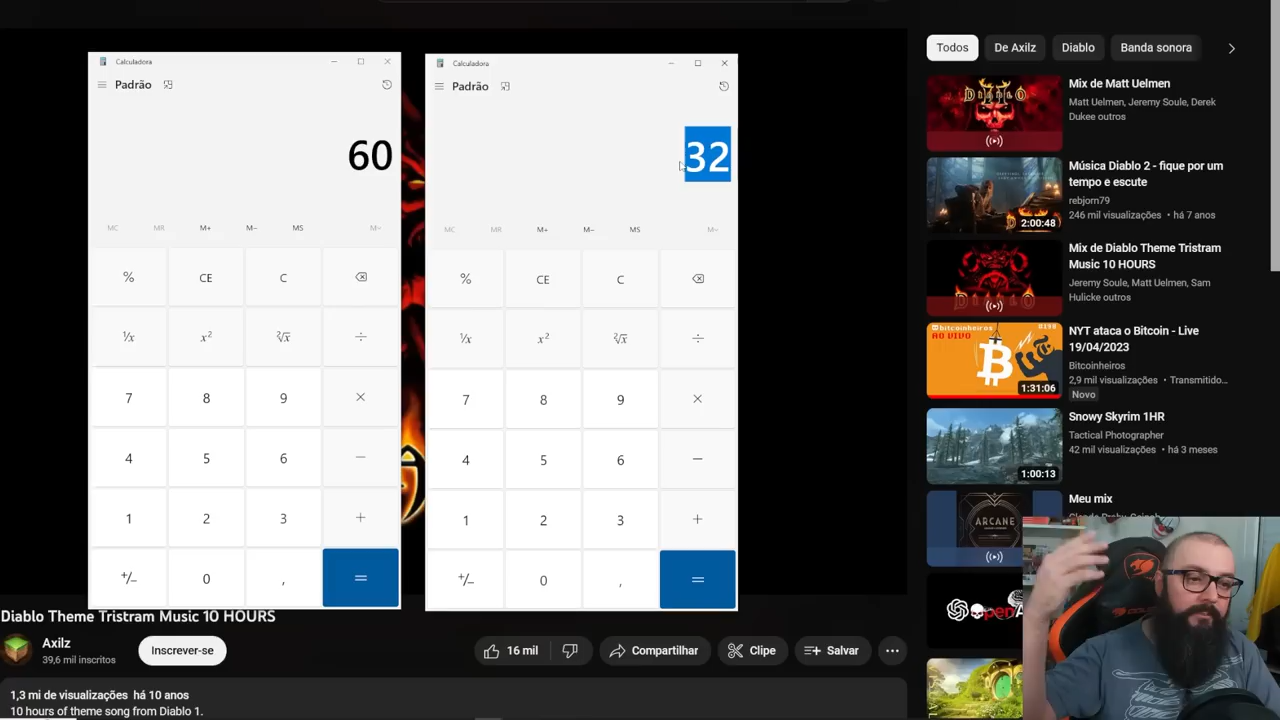 Calculadora
Padrão
60
MC MR M+ M− MS M~
% CE C
⅟x x² ²√x ÷
7 8 9 ×
4 5 6 −
1 2 3 +
+/− 0 , =
Calculadora
Padrão
32
MC MR M+ M− MS M~
% CE C
⅟x x² ²√x ÷
7 8 9 ×
4 5 6 −
1 2 3 +
+/− 0 , =
Diablo Theme Tristram Music 10 HOURS
Axilz
39,6 mil inscritos
Inscrever-se
16 mil
Compartilhar
Clipe
Salvar
1,3 mi de visualizações há 10 anos
10 hours of theme song from Diablo 1.
Todos De Axilz Diablo Banda sonora
Mix de Matt Uelmen
Matt Uelmen, Jeremy Soule, Derek
Dukee outros
Música Diablo 2 - fique por um
tempo e escute
rebjorn79
246 mil visualizações • há 7 anos
2:00:48
Mix de Diablo Theme Tristram
Music 10 HOURS
Jeremy Soule, Matt Uelmen, Sam
Hulicke outros
DIABLO
bitcoinheiros
#198
AO VIVO
NYT ataca o Bitcoin - Live
19/04/2023
Bitcoinheiros
2,9 mil visualizações • Transmitido...
Novo
1:31:06
Snowy Skyrim 1HR
Tactical Photographer
42 mil visualizações • há 3 meses
1:00:13
Meu mix
ARCANE
COUGAR